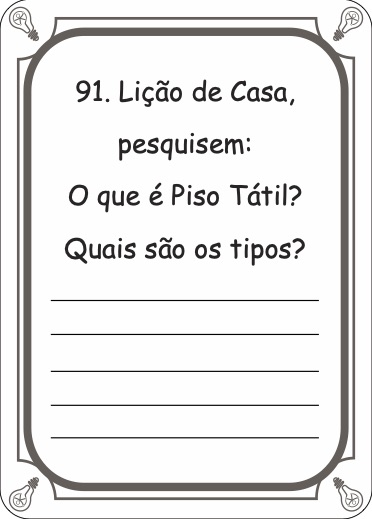 91. Lição de Casa,
pesquisem:
O que é Piso Tátil?
Quais são os tipos?